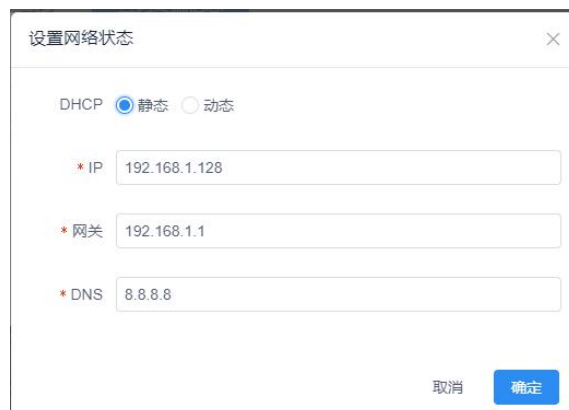 设置网络状态
DHCP 静态 动态
* IP 192.168.1.128
* 网关 192.168.1.1
* DNS 8.8.8.8
取消 确定